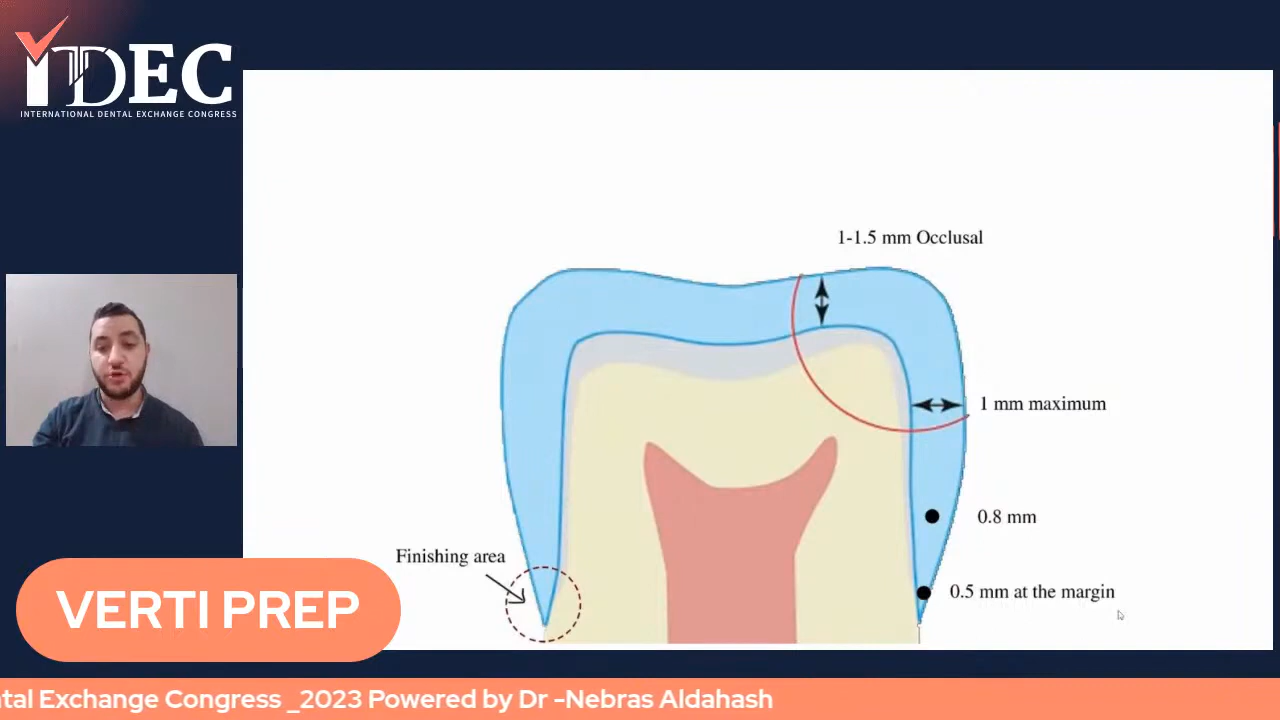 IDEC
INTERNATIONAL DENTAL EXCHANGE CONGRESS
1-1.5 mm Occlusal
1 mm maximum
0.8 mm
Finishing area
0.5 mm at the margin
VERTI PREP
ntal Exchange Congress _2023 Powered by Dr -Nebras Aldahash